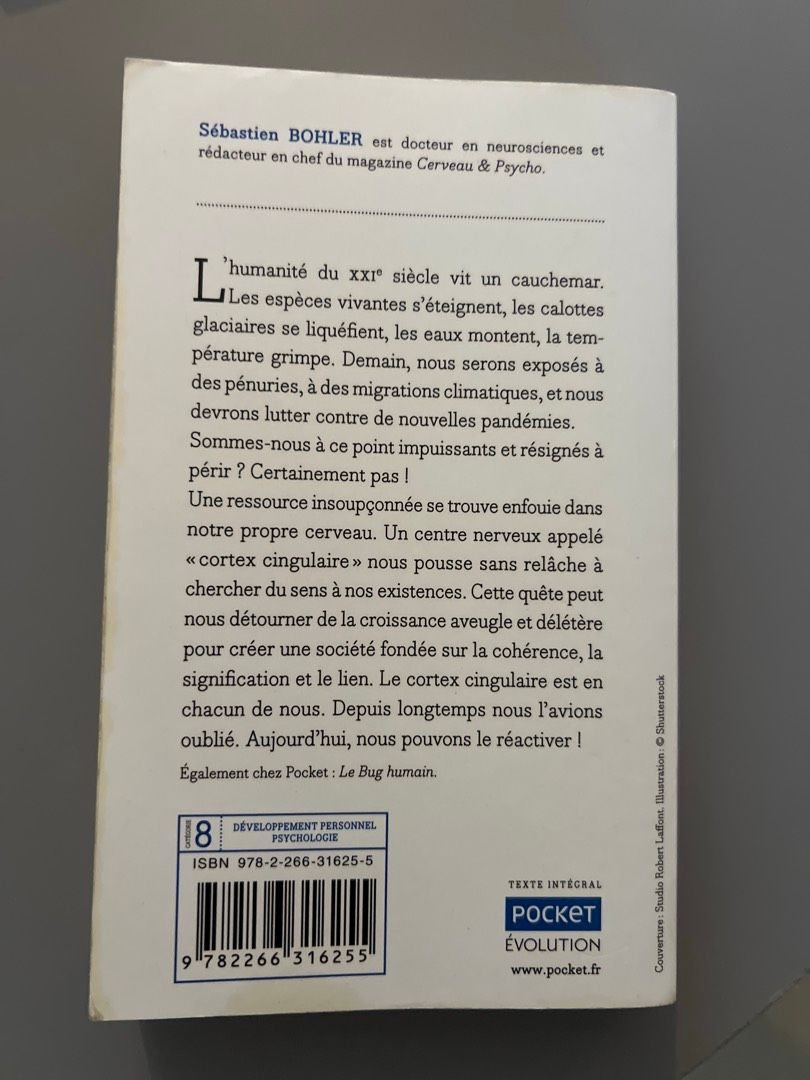 Sébastien BOHLER est docteur en neurosciences et
rédacteur en chef du magazine Cerveau & Psycho.
L'humanité du XXIe siècle vit un cauchemar.
Les espèces vivantes s'éteignent, les calottes
glaciaires se liquéfient, les eaux montent, la tem-
pérature grimpe. Demain, nous serons exposés à
des pénuries, à des migrations climatiques, et nous
devrons lutter contre de nouvelles pandémies.
Sommes-nous à ce point impuissants et résignés à
périr ? Certainement pas !
Une ressource insoupçonnée se trouve enfouie dans
notre propre cerveau. Un centre nerveux appelé
« cortex cingulaire » nous pousse sans relâche à
chercher du sens à nos existences. Cette quête peut
nous détourner de la croissance aveugle et délétère
pour créer une société fondée sur la cohérence, la
signification et le lien. Le cortex cingulaire est en
chacun de nous. Depuis longtemps nous l'avions
oublié. Aujourd'hui, nous pouvons le réactiver !
Également chez Pocket : Le Bug humain.
CATÉGORIE
8
DÉVELOPPEMENT PERSONNEL
PSYCHOLOGIE
ISBN 978-2-266-31625-5
9 782266 316255
TEXTE INTÉGRAL
POCKET
ÉVOLUTION
www.pocket.fr
Couverture : Studio Robert Laffont. Illustration : © Shutterstock